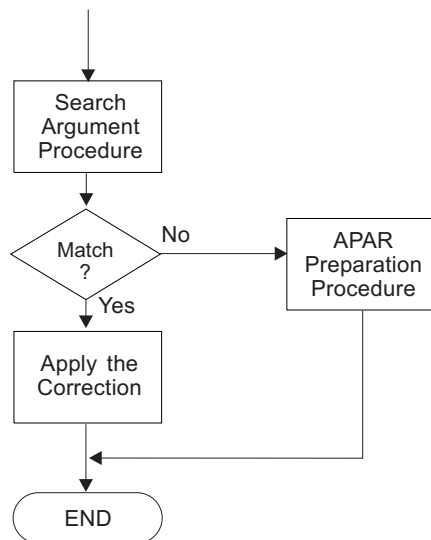 Search
Argument
Procedure
Match
?
No
APAR
Preparation
Procedure
Yes
Apply the
Correction
END